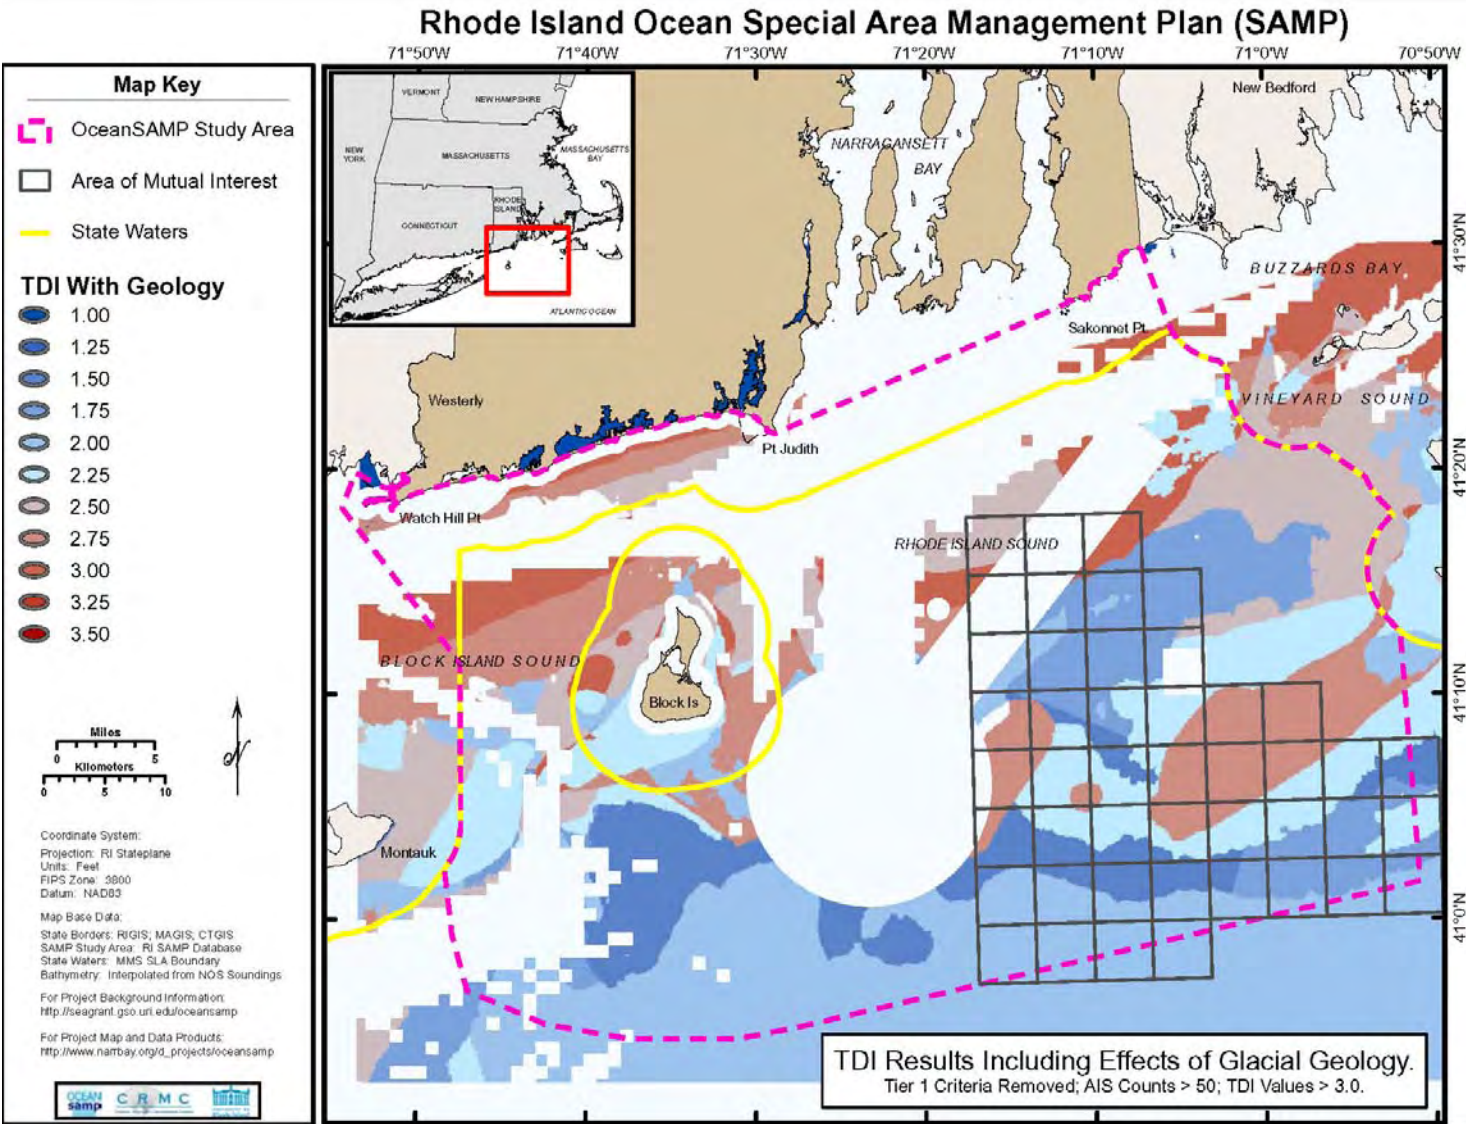 Rhode Island Ocean Special Area Management Plan (SAMP)
71°50'W 71°40'W 71°30'W 71°20'W 71°10'W 71°0'W 70°50'W
Map Key
OceanSAMP Study Area
Area of Mutual Interest
State Waters
TDI With Geology
1.00
1.25
1.50
1.75
2.00
2.25
2.50
2.75
3.00
3.25
3.50
Miles
0 5
Kilometers
0 5 10
N
Coordinate System:
Projection: RI Stateplane
Units: Feet
FIPS Zone: 3800
Datum: NAD83
Map Base Data:
State Borders: RIGIS; MAGIS; CTGIS
SAMP Study Area: RI SAMP Database
State Waters: MMS SLA Boundary
Bathymetry: Interpolated from NOS Soundings
For Project Background Information:
http://seagrant.gso.uri.edu/oceansamp
For Project Map and Data Products:
http://www.narrbay.org/d_projects/oceansamp
OCEAN
samp
CRMC
VERMONT
NEW HAMPSHIRE
NEW
YORK
MASSACHUSETTS
MASSACHUSETTS
BAY
CONNECTICUT
RHODE
ISLAND
ATLANTIC OCEAN
NARRAGANSETT
BAY
New Bedford
BUZZARDS BAY
Sakonnet Pt
VINEYARD SOUND
Westerly
Pt Judith
Watch Hill Pt
RHODE ISLAND SOUND
BLOCK ISLAND SOUND
Block Is
Montauk
41°30'N
41°20'N
41°10'N
41°0'N
TDI Results Including Effects of Glacial Geology.
Tier 1 Criteria Removed; AIS Counts > 50; TDI Values > 3.0.